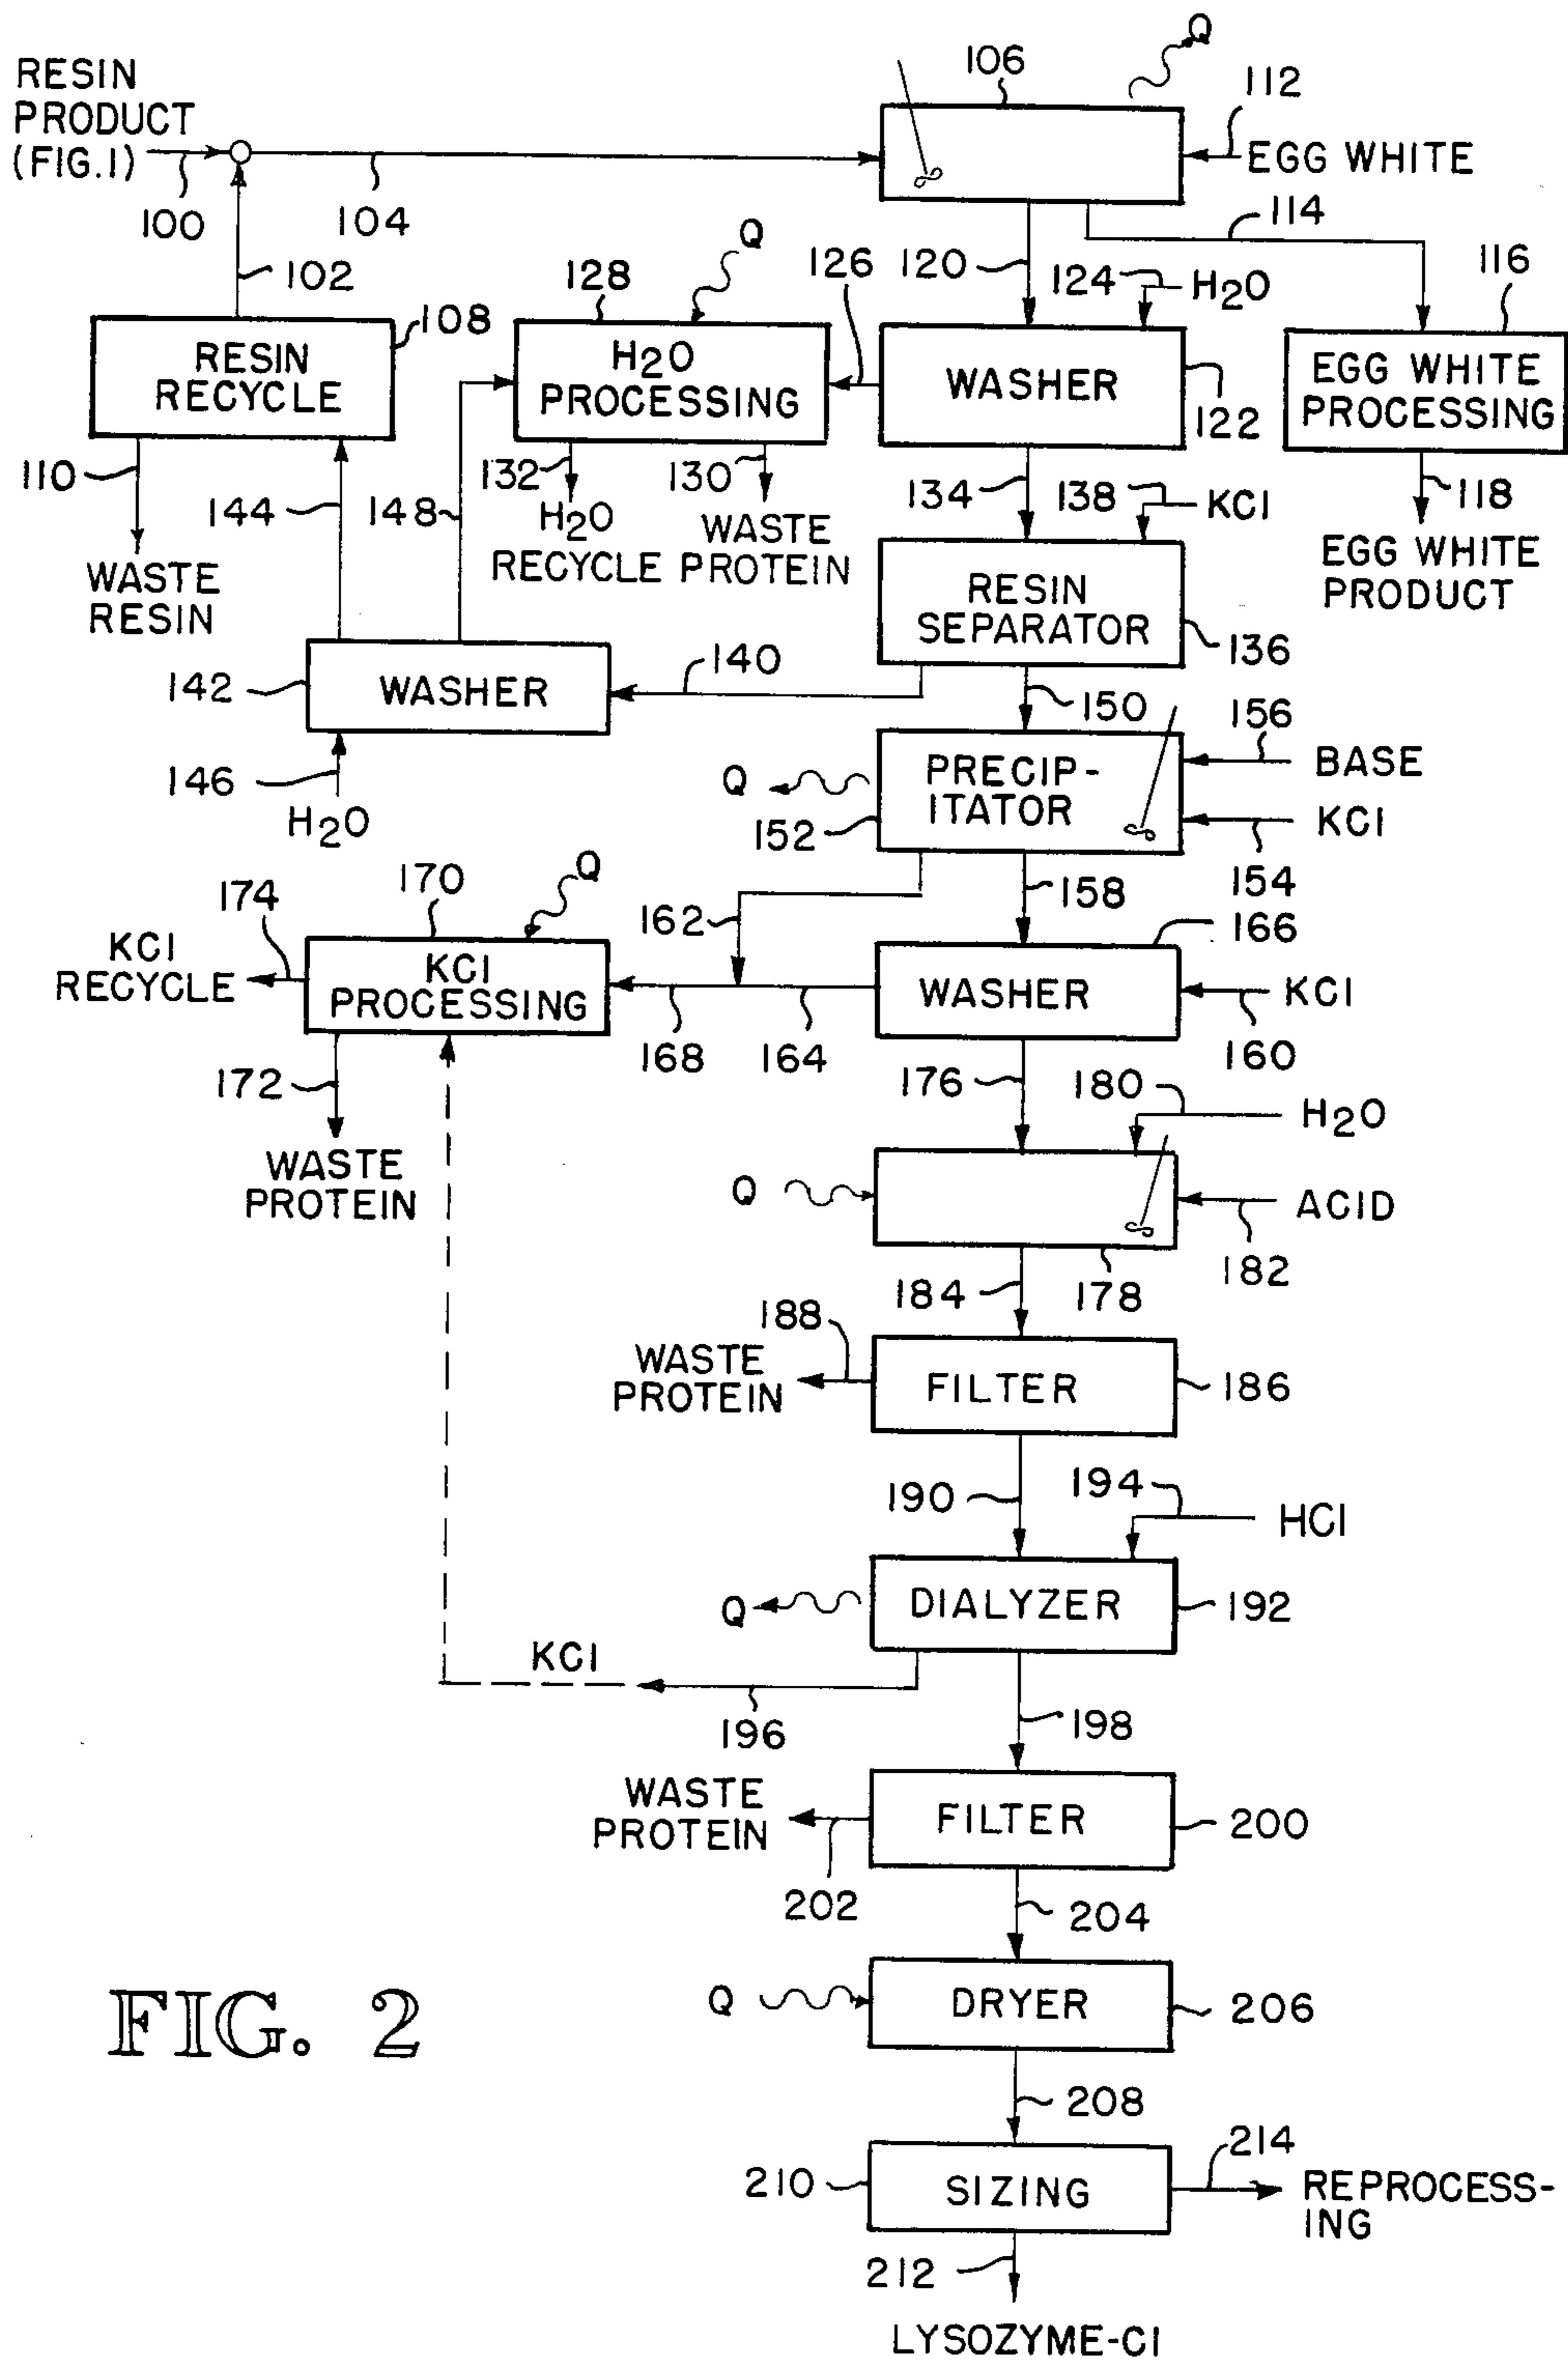 Q
106
RESIN
PRODUCT
(FIG.1)
112
EGG WHITE
100
104
114
Q
102
128
126
120
124
H2O
116
108
RESIN
RECYCLE
H2O
PROCESSING
WASHER
122
EGG WHITE
PROCESSING
110
132
130
134
138
KCl
118
144
148
H2O
RECYCLE
WASTE
PROTEIN
EGG WHITE
PRODUCT
WASTE
RESIN
RESIN
SEPARATOR
136
142
WASHER
140
150
156
146
H2O
Q
152
PRECIP-
ITATOR
BASE
KCl
154
170
Q
162
158
166
174
KCl
RECYCLE
KCl
PROCESSING
WASHER
KCl
160
168
164
172
176
180
H2O
WASTE
PROTEIN
Q
ACID
182
184
178
188
WASTE
PROTEIN
FILTER
186
190
194
HCl
Q
DIALYZER
192
KCl
196
198
WASTE
PROTEIN
FILTER
200
202
204
Q
DRYER
206
FIG. 2
208
214
210
SIZING
REPROCESS-
ING
212
LYSOZYME-Cl